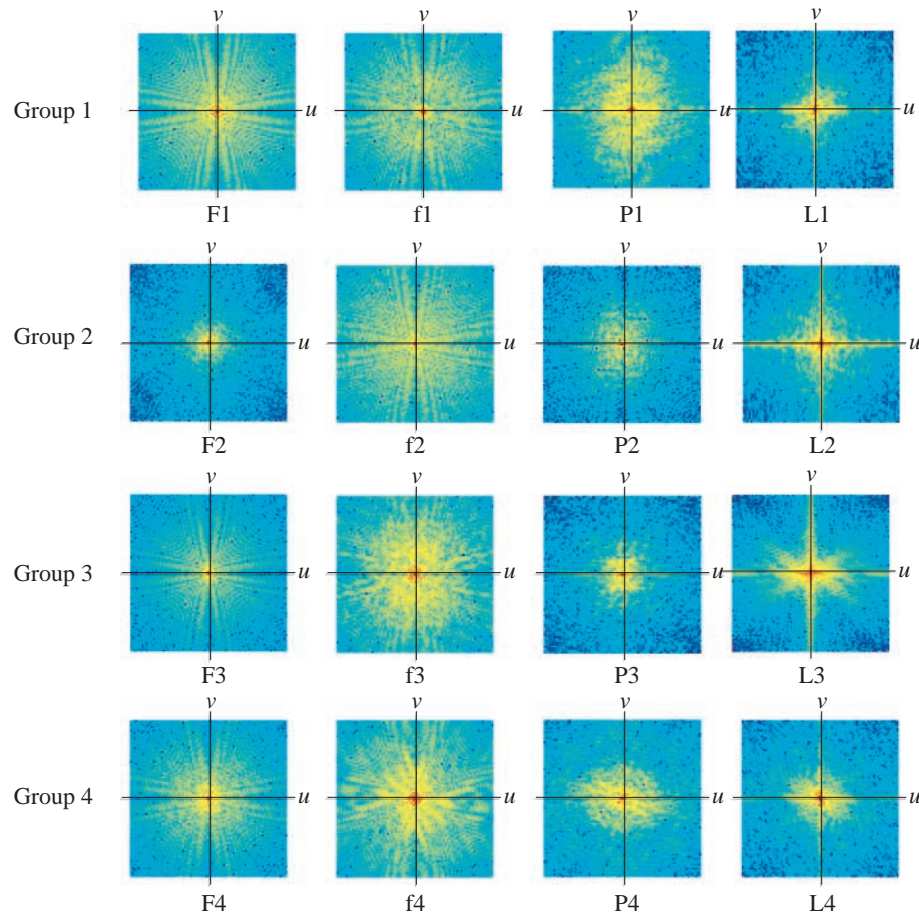 v v v v
Group 1 u u u u
F1 f1 P1 L1
v v v v
Group 2 u u u u
F2 f2 P2 L2
v v v v
Group 3 u u u u
F3 f3 P3 L3
v v v v
Group 4 u u u u
F4 f4 P4 L4